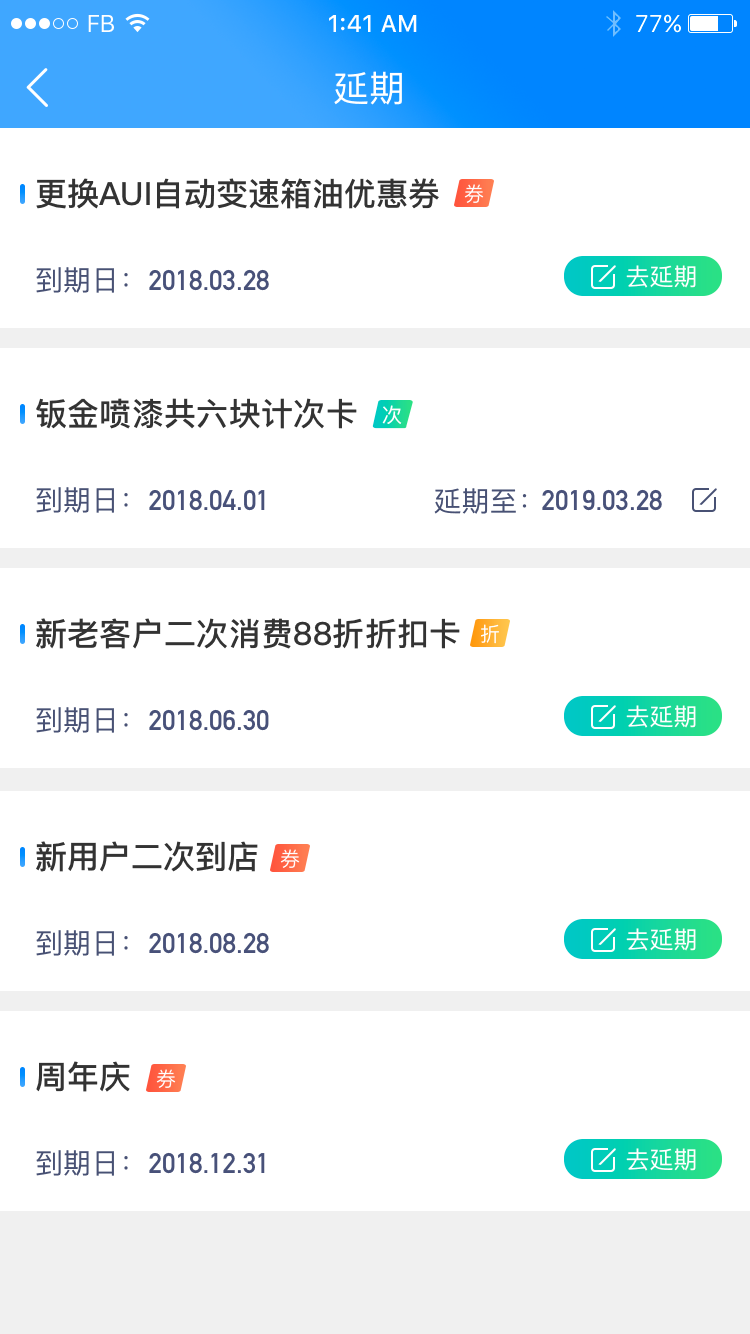 FB 1:41 AM 77%
延期
更换AUI自动变速箱油优惠券 券
到期日: 2018.03.28 去延期
钣金喷漆共六块计次卡 次
到期日: 2018.04.01 延期至: 2019.03.28
新老客户二次消费88折折扣卡 折
到期日: 2018.06.30 去延期
新用户二次到店 券
到期日: 2018.08.28 去延期
周年庆 券
到期日: 2018.12.31 去延期